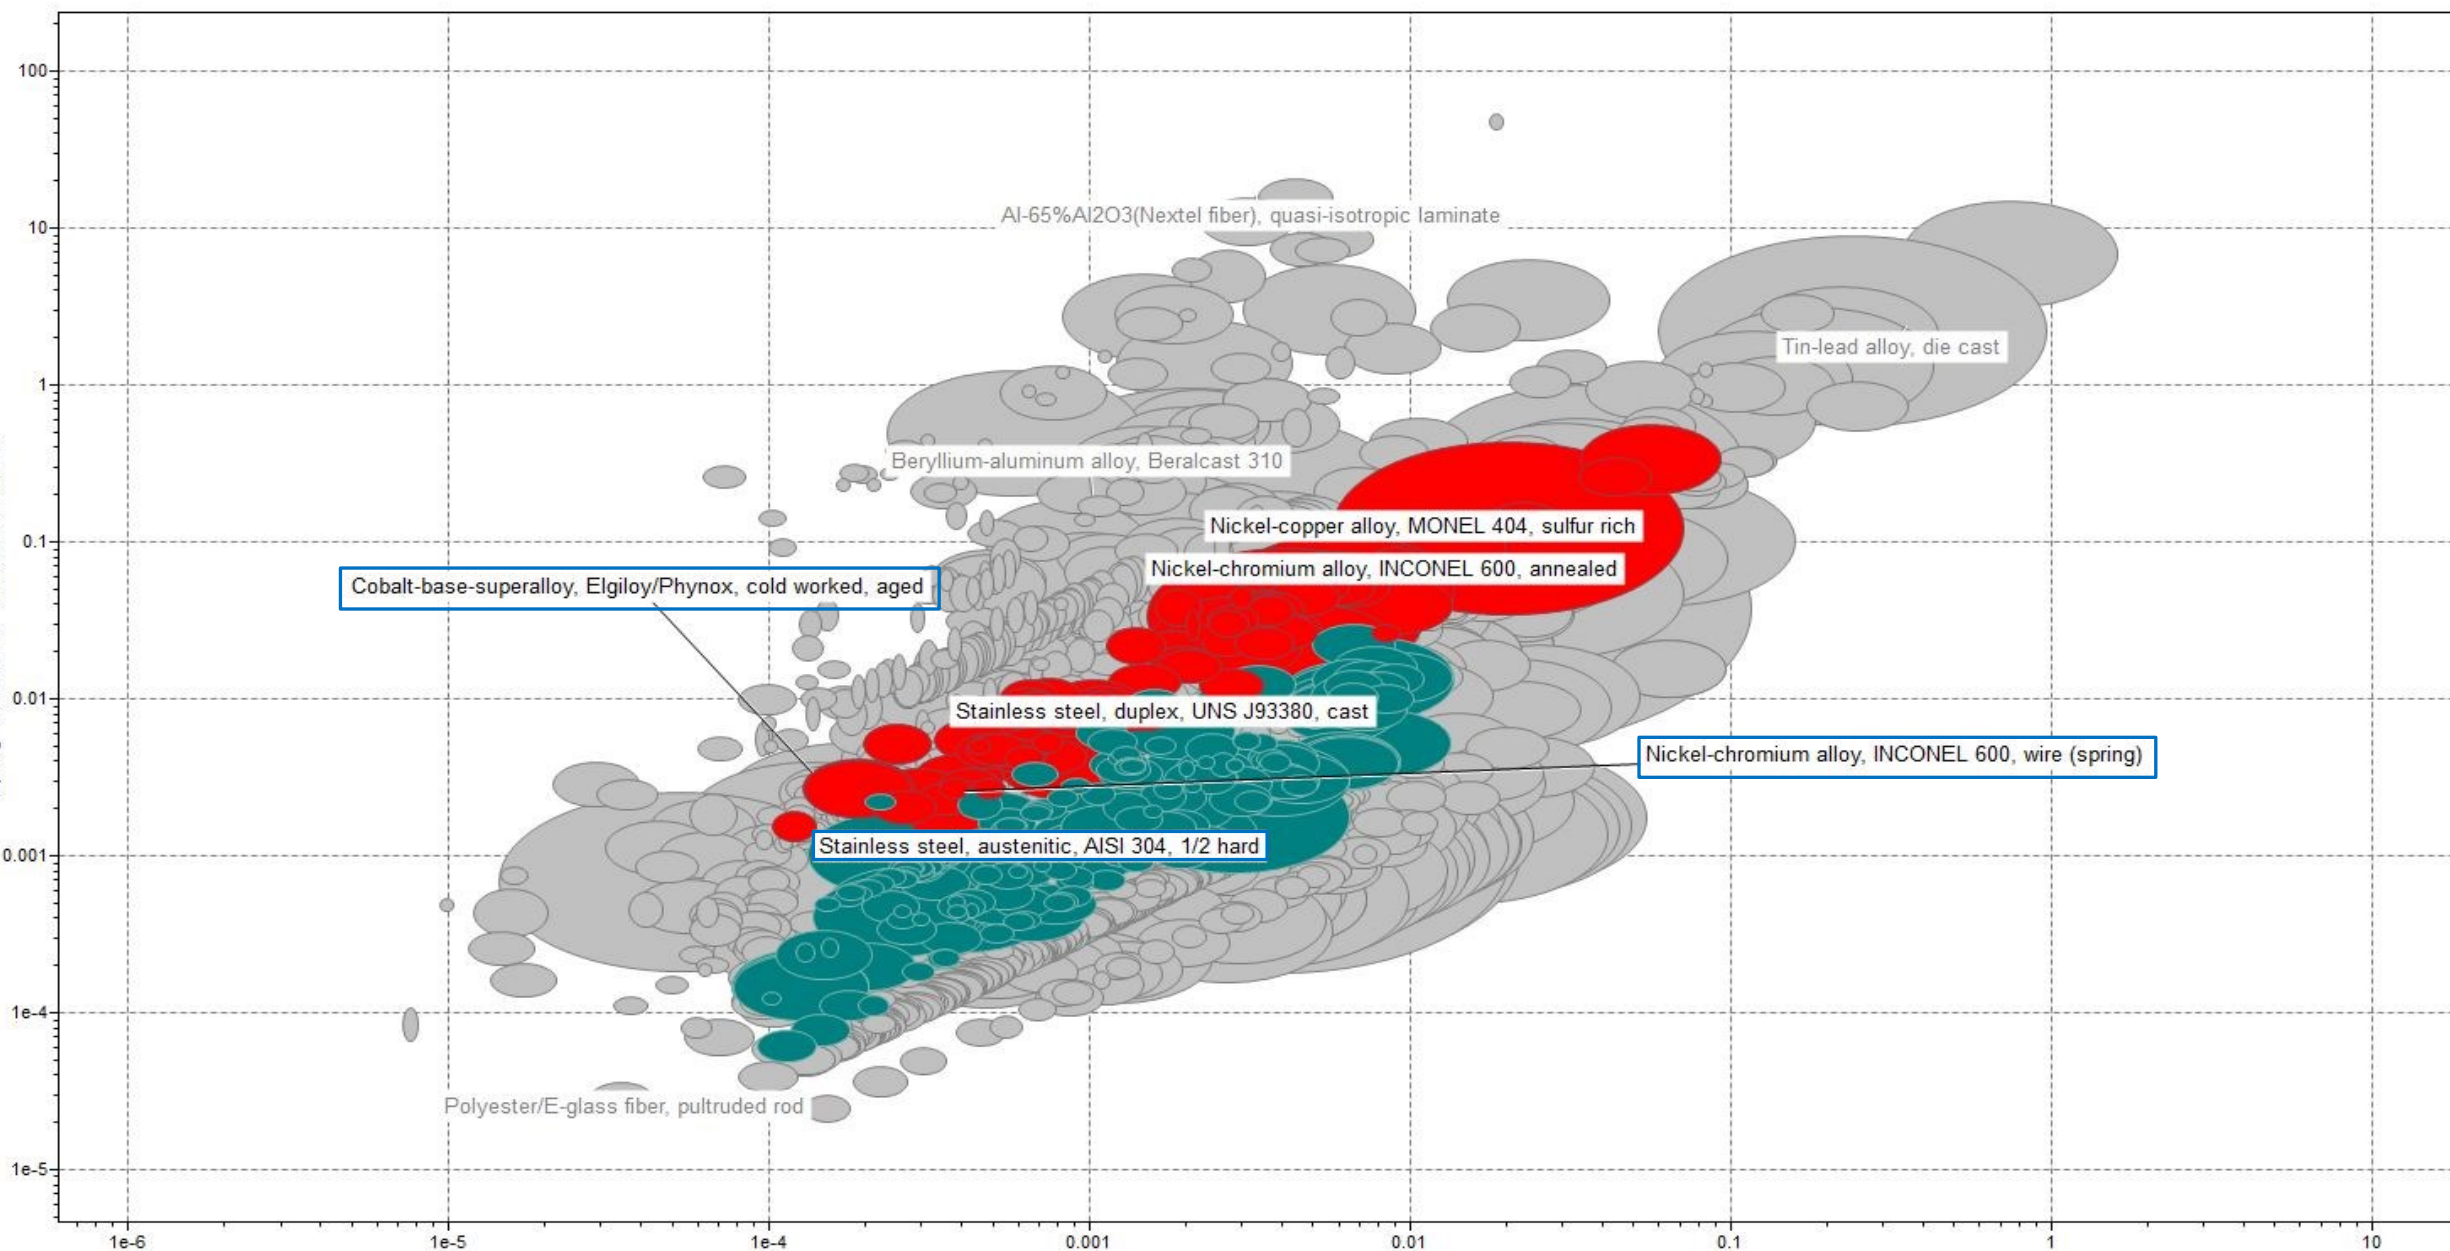 100
Al-65%Al2O3(Nextel fiber), quasi-isotropic laminate
10
Tin-lead alloy, die cast
1
Beryllium-aluminum alloy, Beralcast 310
Nickel-copper alloy, MONEL 404, sulfur rich
0.1
Nickel-chromium alloy, INCONEL 600, annealed
Cobalt-base-superalloy, Elgiloy/Phynox, cold worked, aged
0.01
Stainless steel, duplex, UNS J93380, cast
Nickel-chromium alloy, INCONEL 600, wire (spring)
Stainless steel, austenitic, AISI 304, 1/2 hard
0.001
1e-4
Polyester/E-glass fiber, pultruded rod
1e-5
1e-6 1e-5 1e-4 0.001 0.01 0.1 1 10